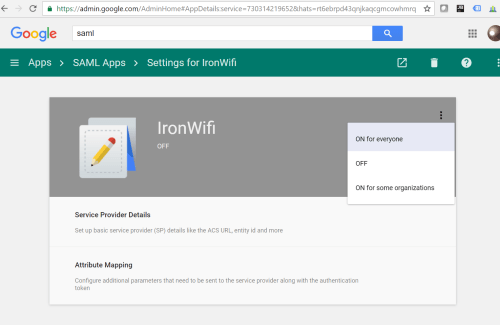 https://admin.google.com/AdminHome#AppDetails:service=730314219652&hats=rt6ebrpd43qnjkaqcgmcowhmrq
Google
saml
Apps > SAML Apps > Settings for IronWifi
IronWifi
OFF
ON for everyone
OFF
ON for some organizations
Service Provider Details
Set up basic service provider (SP) details like the ACS URL, entity id and more
Attribute Mapping
Configure additional parameters that need to be sent to the service provider along with the authentication
token